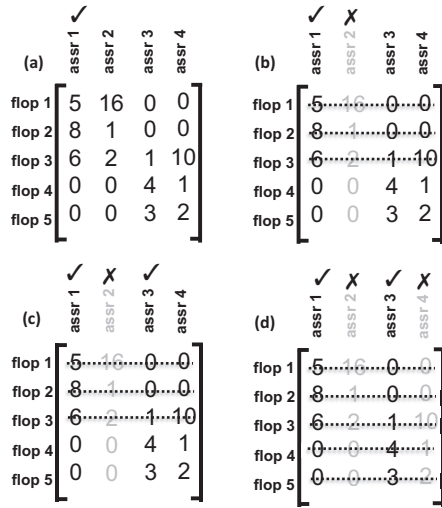 ✓
(a) assr 1 assr 2 assr 3 assr 4
flop 1 5 16 0 0
flop 2 8 1 0 0
flop 3 6 2 1 10
flop 4 0 0 4 1
flop 5 0 0 3 2
✓ ✗
(b) assr 1 assr 2 assr 3 assr 4
flop 1 5 16 0 0
flop 2 8 1 0 0
flop 3 6 2 1 10
flop 4 0 0 4 1
flop 5 0 0 3 2
✓ ✗ ✓
(c) assr 1 assr 2 assr 3 assr 4
flop 1 5 16 0 0
flop 2 8 1 0 0
flop 3 6 2 1 10
flop 4 0 0 4 1
flop 5 0 0 3 2
✓ ✗ ✓ ✗
(d) assr 1 assr 2 assr 3 assr 4
flop 1 5 16 0 0
flop 2 8 1 0 0
flop 3 6 2 1 10
flop 4 0 0 4 1
flop 5 0 0 3 2